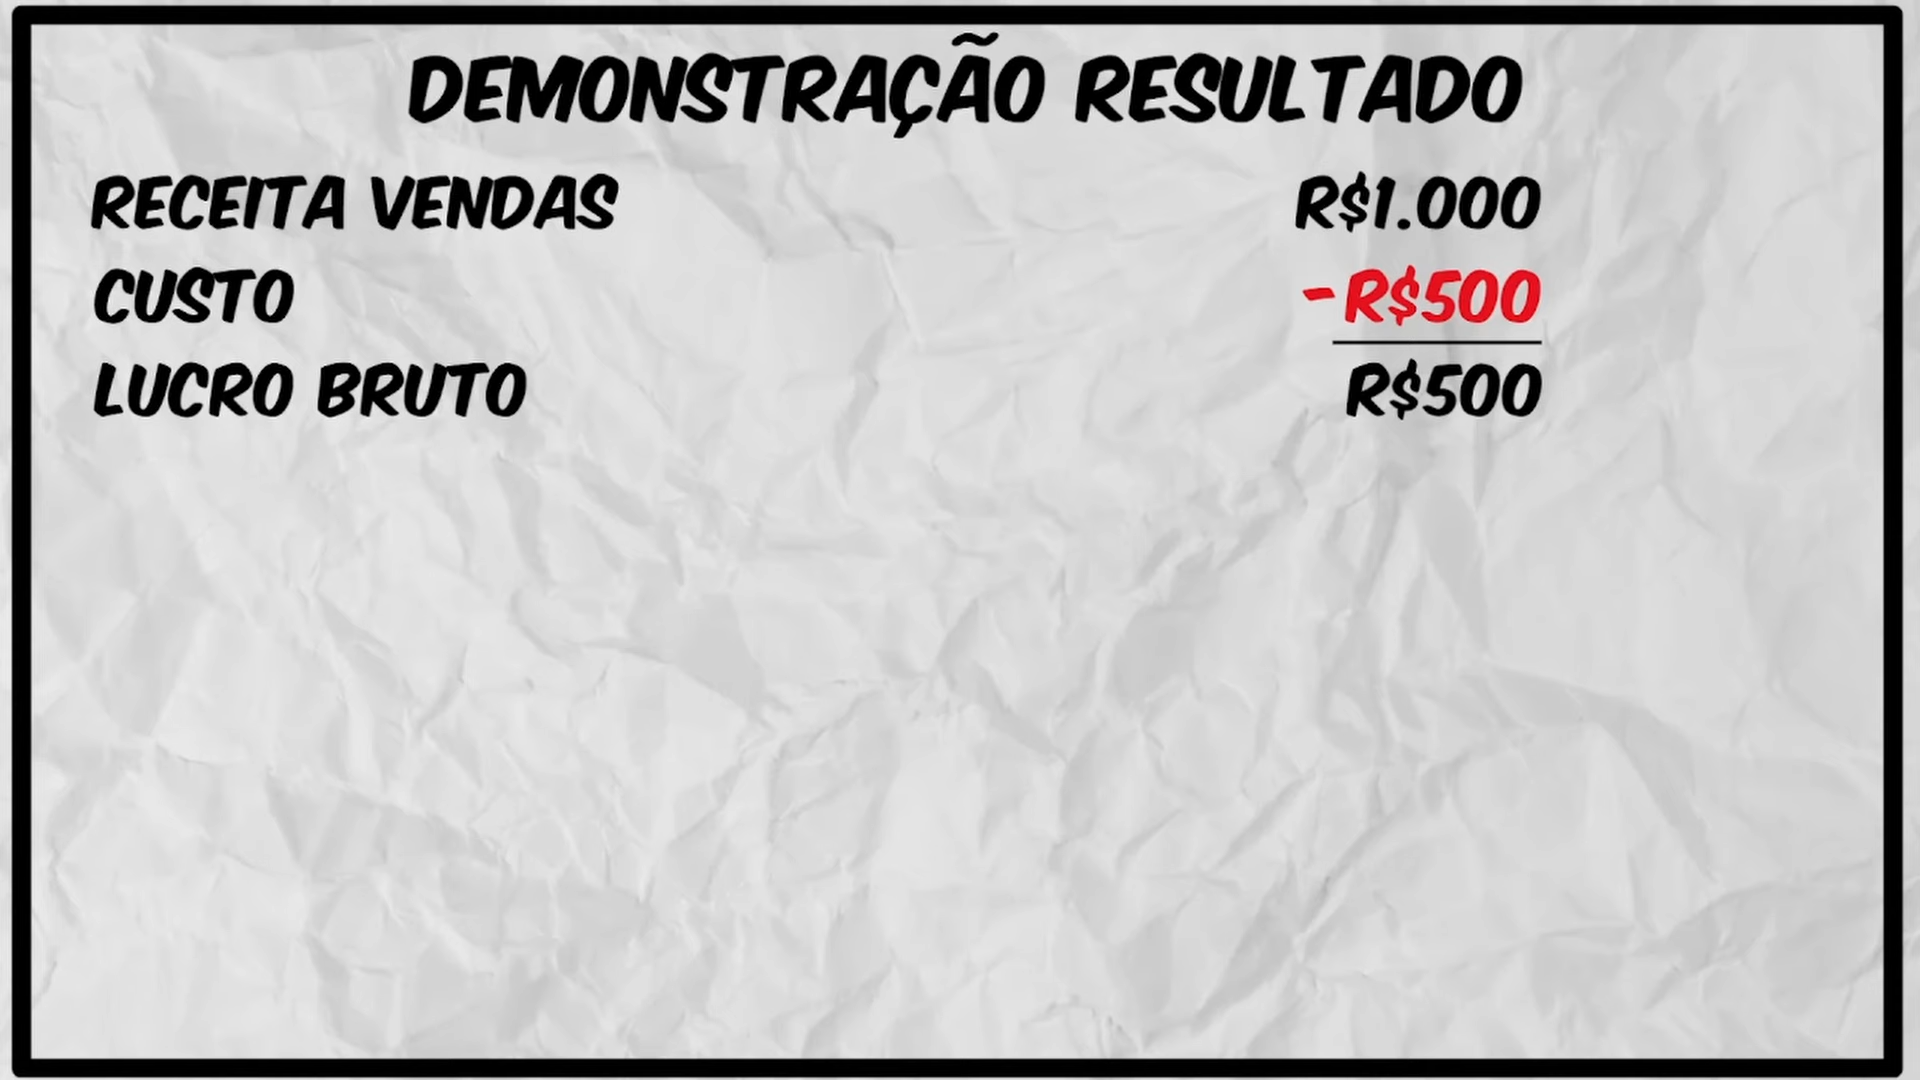 DEMONSTRAÇÃO RESULTADO
RECEITA VENDAS R$1.000
CUSTO -R$500
LUCRO BRUTO R$500